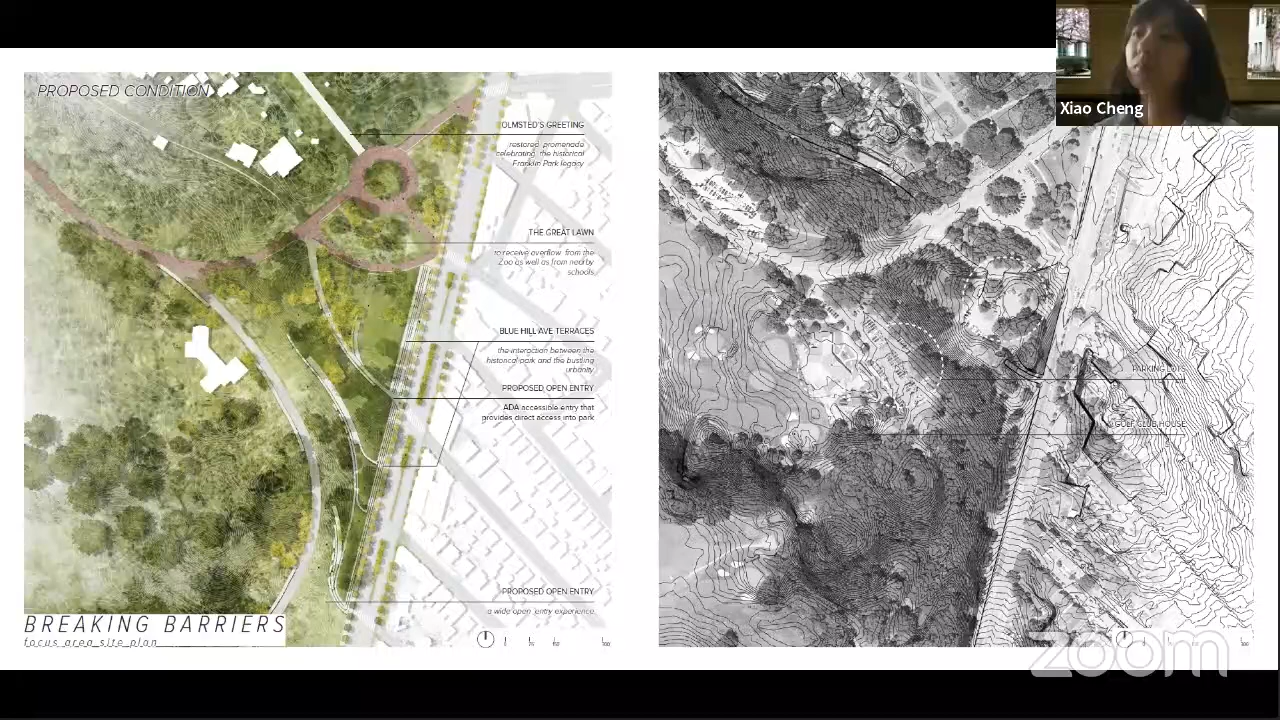 PROPOSED CONDITION
OLMSTED'S GREETING
restored promenade
celebrating the historical
Franklin Park legacy
THE GREAT LAWN
to receive overflow from the
Zoo as well as from nearby
schools
BLUE HILL AVE TERRACES
the interaction between the
historical park and the bustling
urbanity
PROPOSED OPEN ENTRY
ADA accessible entry that
provides direct access into park
PROPOSED OPEN ENTRY
a wide open entry experience
BREAKING BARRIERS
focus area site plan
Xiao Cheng
GOLF CLUB HOUSE
zoom